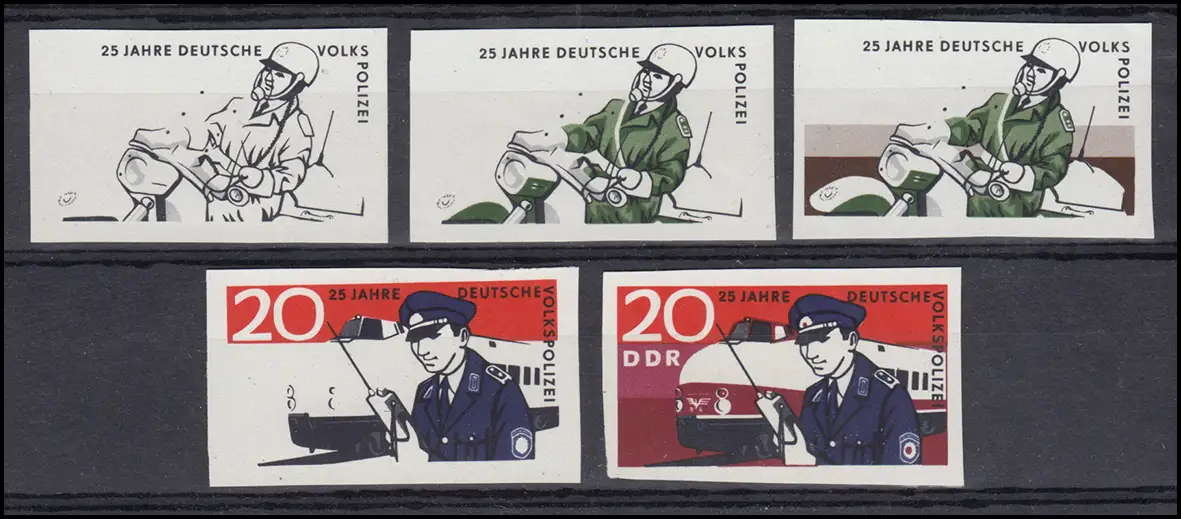 25 JAHRE DEUTSCHE VOLKS
POLIZEI
25 JAHRE DEUTSCHE VOLKS
POLIZEI
25 JAHRE DEUTSCHE VOLKS
POLIZEI
20 25 JAHRE DEUTSCHE
VOLKSPOLIZEI
20 25 JAHRE DEUTSCHE
VOLKSPOLIZEI
DDR